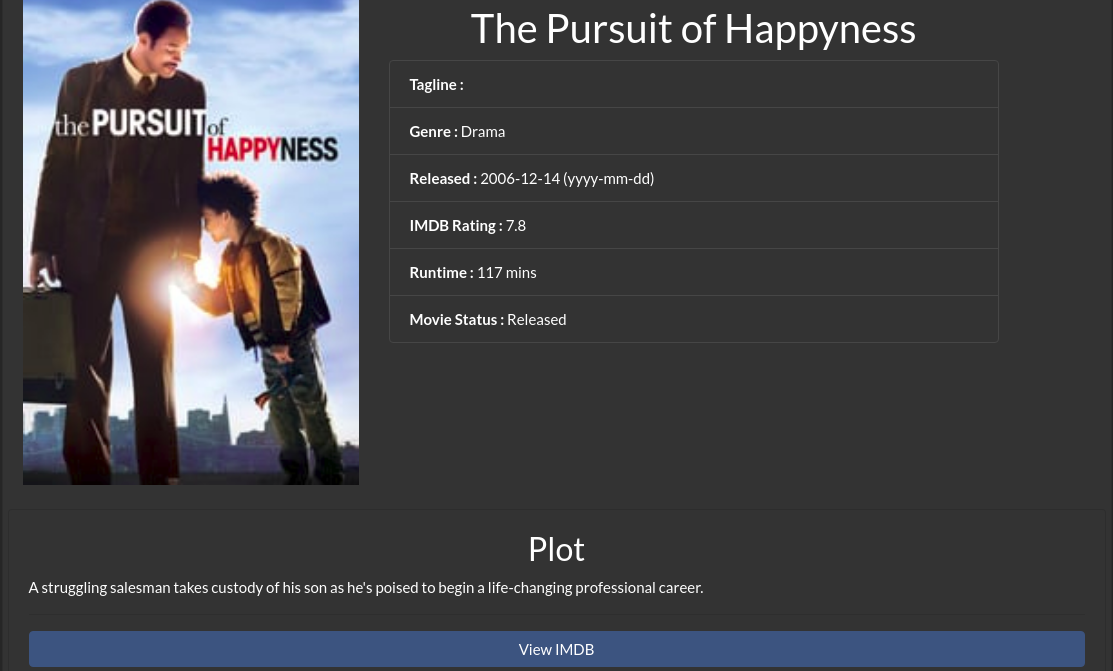 The Pursuit of Happyness
the PURSUIT of
HAPPYNESS
Tagline :
Genre : Drama
Released : 2006-12-14 (yyyy-mm-dd)
IMDB Rating : 7.8
Runtime : 117 mins
Movie Status : Released
Plot
A struggling salesman takes custody of his son as he's poised to begin a life-changing professional career.
View IMDB